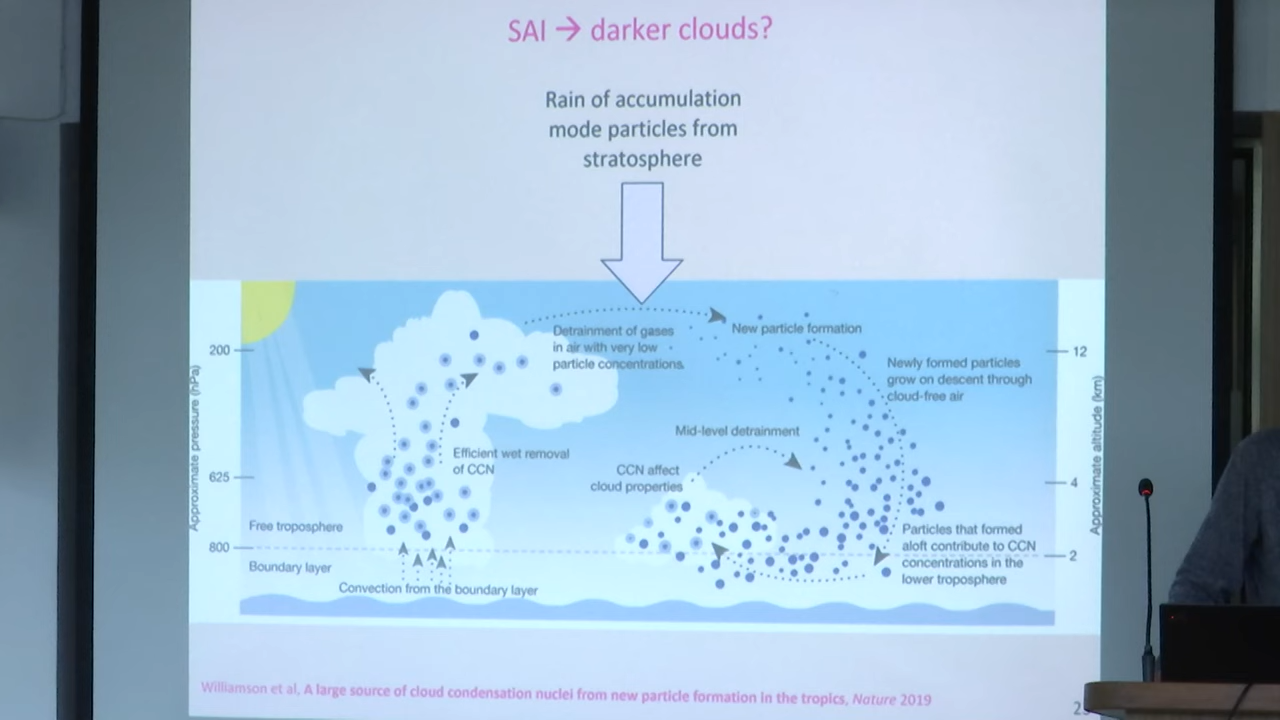 SAI → darker clouds?
Rain of accumulation
mode particles from
stratosphere
Detrainment of gases
in air with very low
particle concentrations
New particle formation
200
12
Newly formed particles
grow on descent through
cloud-free air
Approximate pressure (hPa)
Approximate altitude (km)
Mid-level detrainment
Efficient wet removal
of CCN
CCN affect
cloud properties
625
4
Free troposphere
Particles that formed
aloft contribute to CCN
concentrations in the
lower troposphere
800
2
Boundary layer
Convection from the boundary layer
Williamson et al, A large source of cloud condensation nuclei from new particle formation in the tropics, Nature 2019